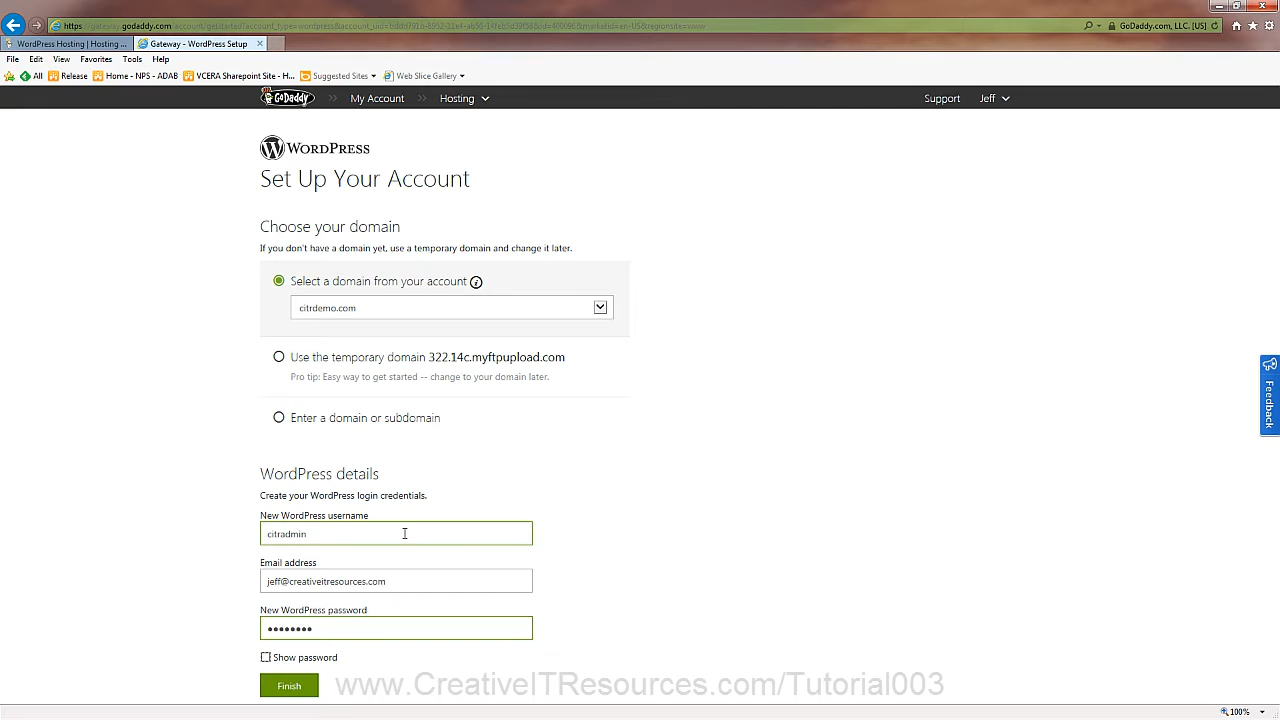 gateway.godaddy.com
GoDaddy.com, LLC. [US]
WordPress Hosting | Hosting ...
Gateway - WordPress Setup
File Edit View Favorites Tools Help
All Release Home - NPS - ADAB VCERA Sharepoint Site - H... Suggested Sites Web Slice Gallery
GoDaddy My Account Hosting Support Jeff
WORDPRESS
Set Up Your Account
Choose your domain
If you don't have a domain yet, use a temporary domain and change it later.
Select a domain from your account i
citrdemo.com
Use the temporary domain 322.14c.myftpupload.com
Pro tip: Easy way to get started -- change to your domain later.
Enter a domain or subdomain
Feedback
WordPress details
Create your WordPress login credentials.
New WordPress username
citradmin
Email address
jeff@creativeitresources.com
New WordPress password
••••••••
Show password
Finish
www.CreativeITResources.com/Tutorial003
100%